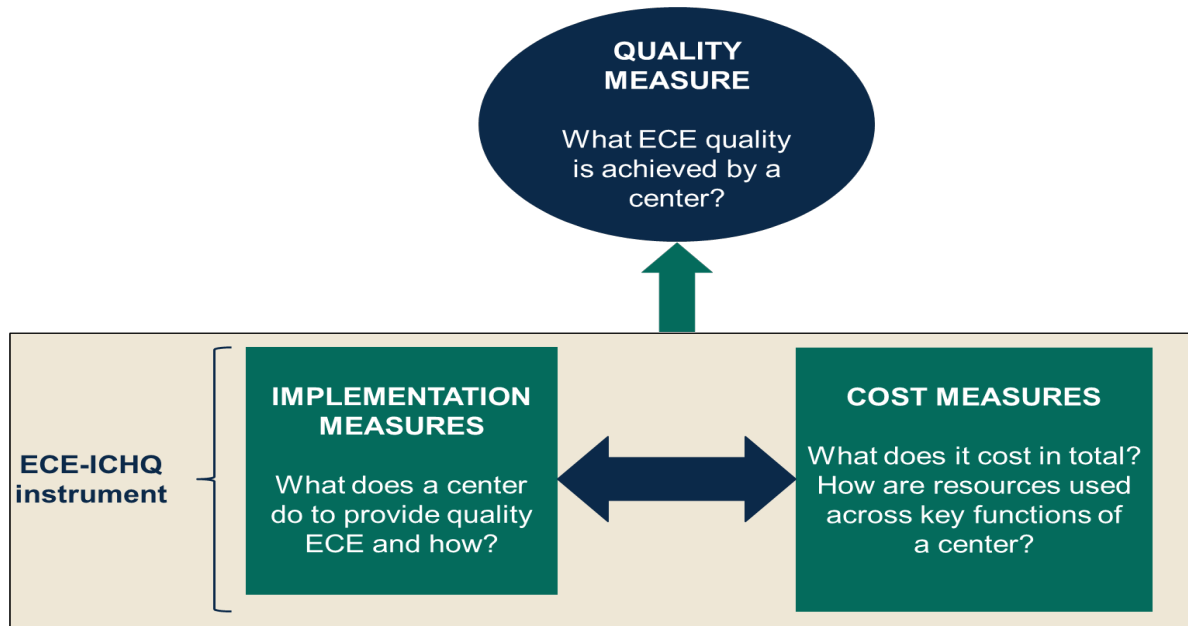 QUALITY
MEASURE
What ECE quality
is achieved by a
center?
ECE-ICHQ
instrument
IMPLEMENTATION
MEASURES
What does a center
do to provide quality
ECE and how?
COST MEASURES
What does it cost in total?
How are resources used
across key functions of
a center?